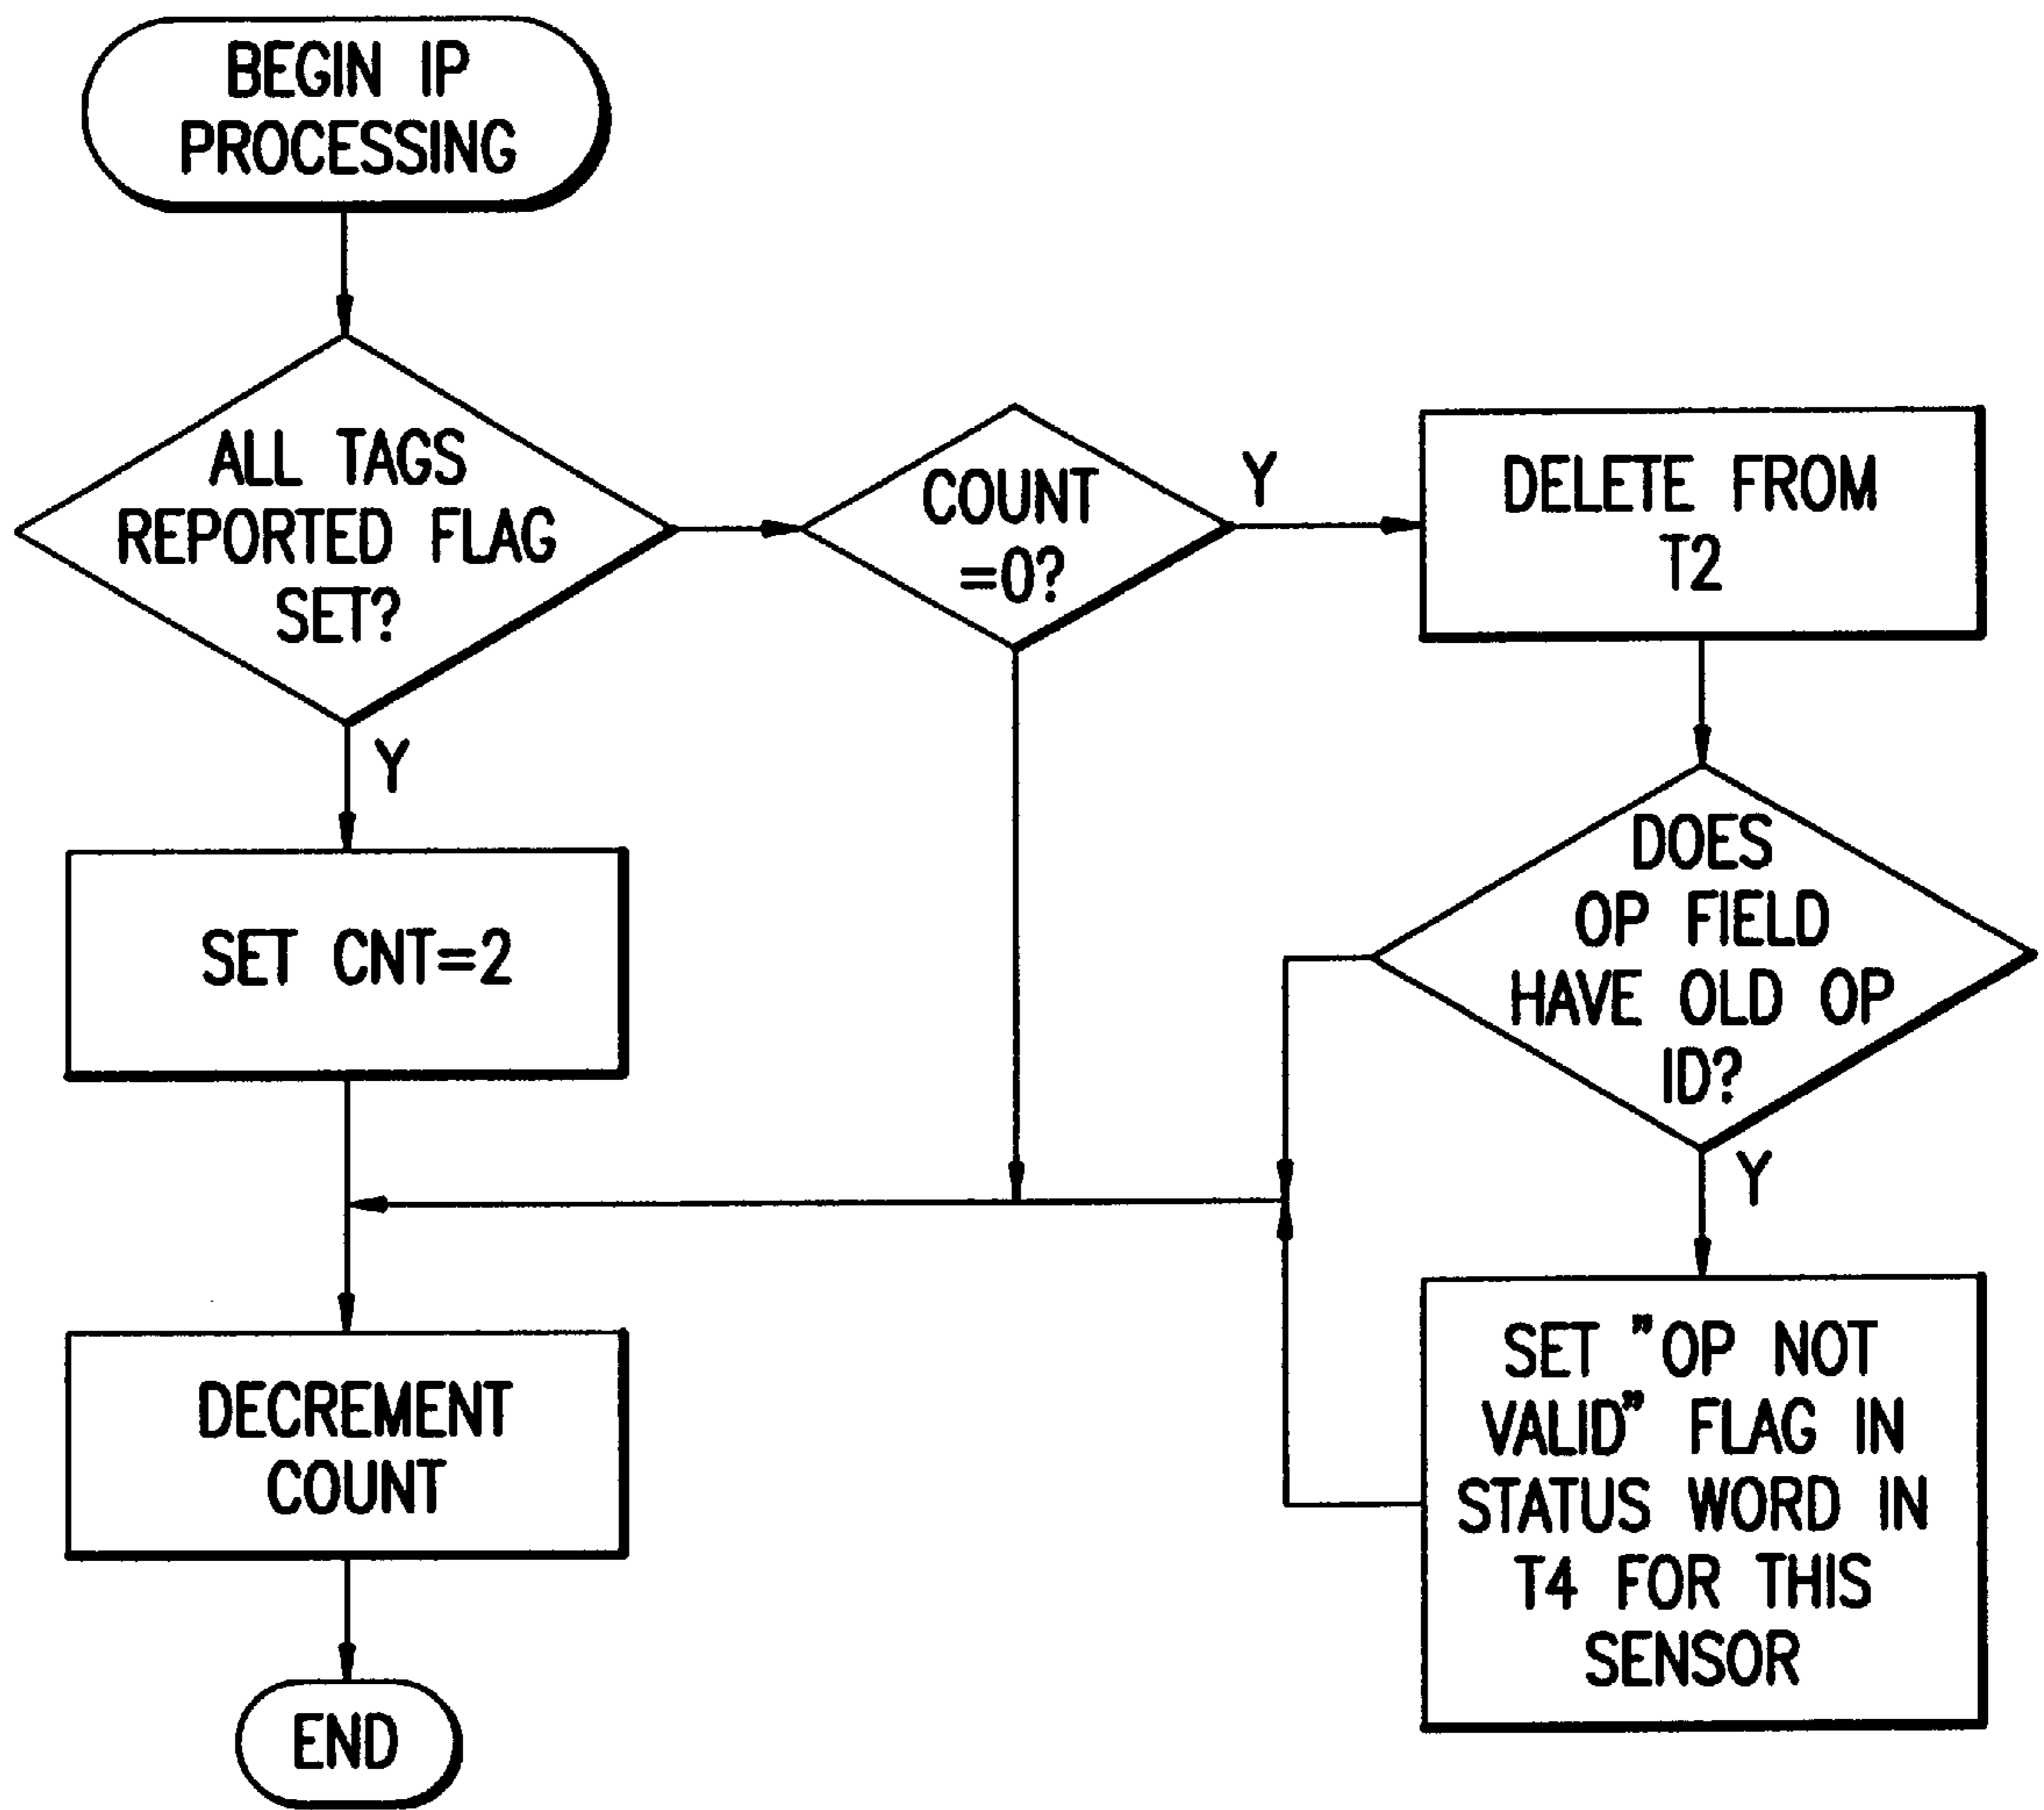 BEGIN IP
PROCESSING
ALL TAGS
REPORTED FLAG
SET?
Y
COUNT
=0?
Y
DELETE FROM
T2
SET CNT=2
DOES
OP FIELD
HAVE OLD OP
ID?
Y
SET "OP NOT
VALID" FLAG IN
STATUS WORD IN
T4 FOR THIS
SENSOR
DECREMENT
COUNT
END